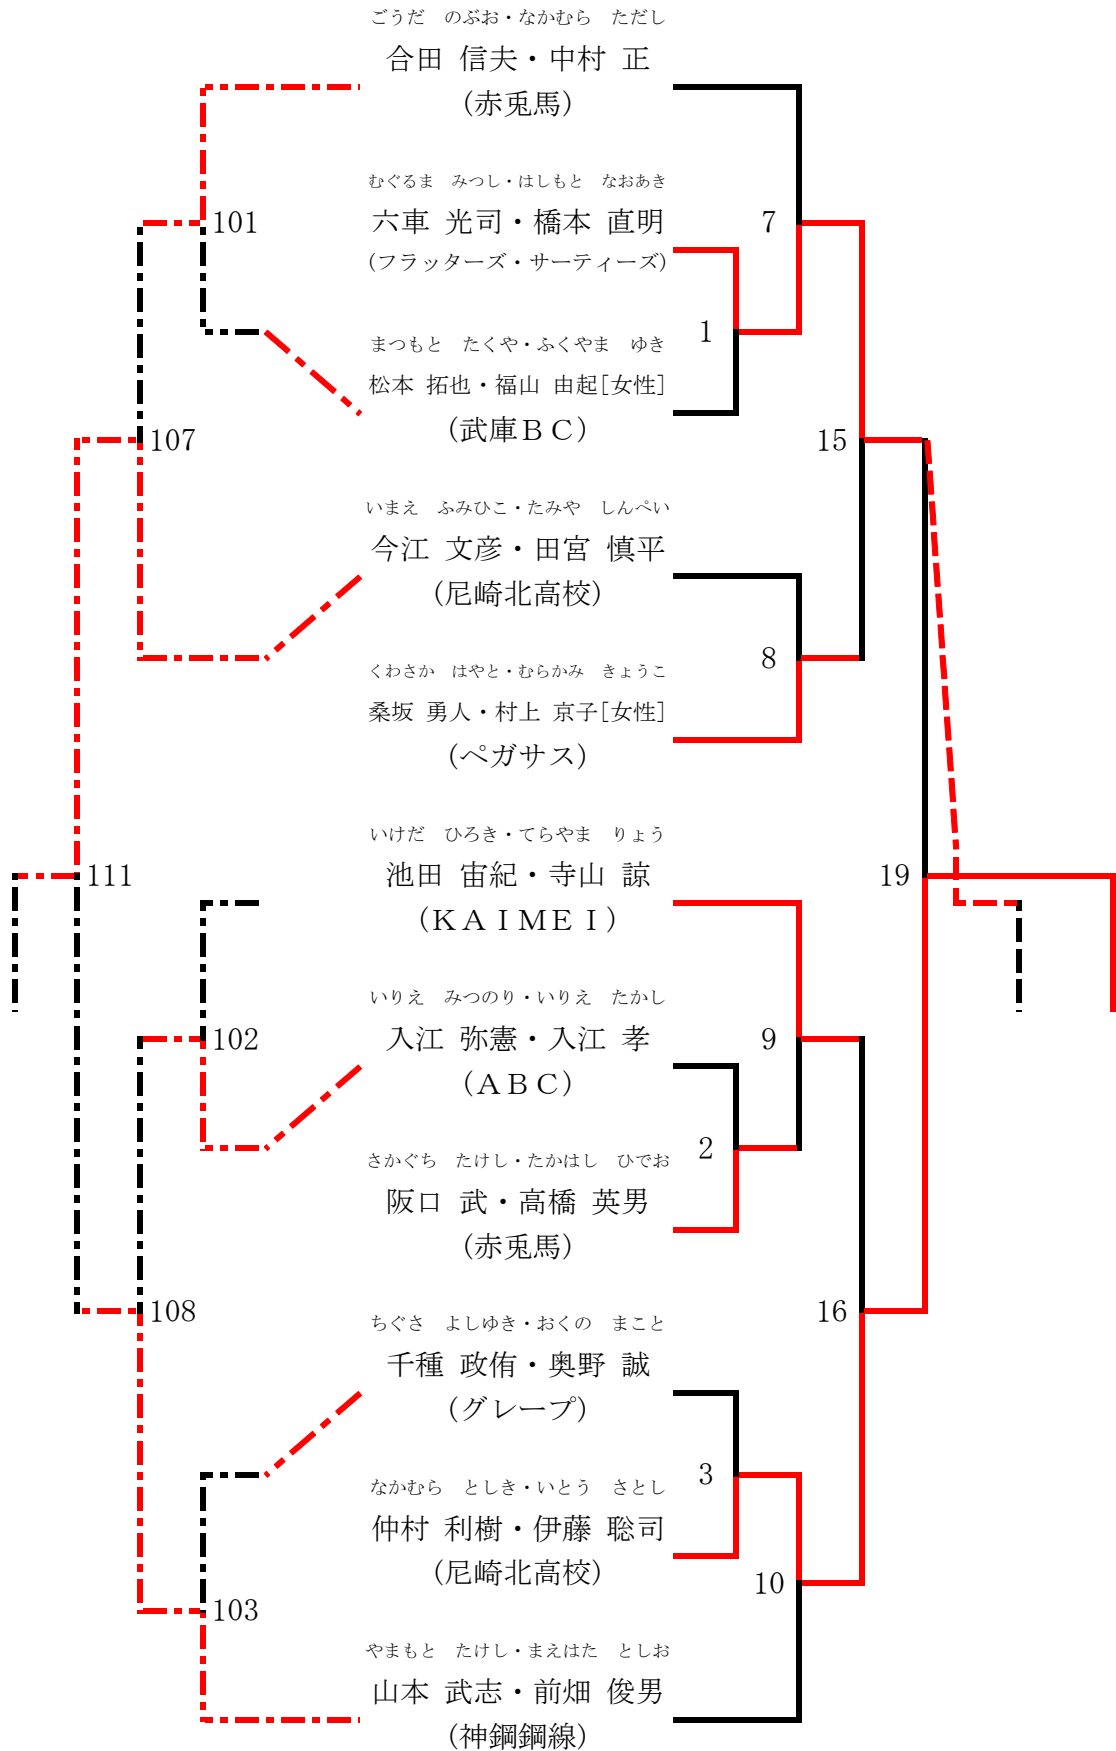 ごうだ　のぶお・なかむら　ただし
合田 信夫・中村 正
(赤兎馬)
むぐるま　みつし・はしもと　なおあき
101
六車 光司・橋本 直明
7
(フラッターズ・サーティーズ)
まつもと　たくや・ふくやま　ゆき
1
松本 拓也・福山 由起[女性]
(武庫ＢＣ)
107
15
いまえ　ふみひこ・たみや　しんぺい
今江 文彦・田宮 慎平
(尼崎北高校)
くわさか　はやと・むらかみ　きょうこ
8
桑坂 勇人・村上 京子[女性]
(ペガサス)
いけだ　ひろき・てらやま　りょう
111
池田 宙紀・寺山 諒
19
(ＫＡＩＭＥＩ)
いりえ　みつのり・いりえ　たかし
102
入江 弥憲・入江 孝
9
(ＡＢＣ)
さかぐち　たけし・たかはし　ひでお
2
阪口 武・高橋 英男
(赤兎馬)
108
16
ちぐさ　よしゆき・おくの　まこと
千種 政侑・奥野 誠
(グレープ)
なかむら　としき・いとう　さとし
3
仲村 利樹・伊藤 聡司
(尼崎北高校)
10
103
やまもと　たけし・まえはた　としお
山本 武志・前畑 俊男
(神鋼鋼線)